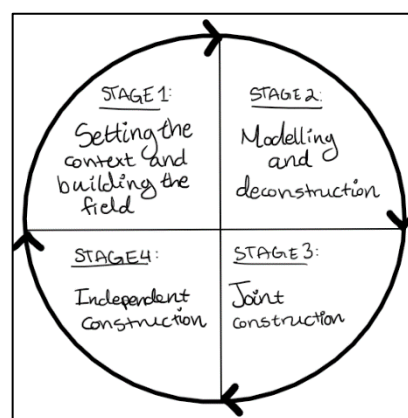 STAGE 1:
Setting the
context and
building the
field
STAGE 2:
Modelling
and
deconstruction
STAGE 3:
Joint
construction
STAGE 4:
Independent
construction